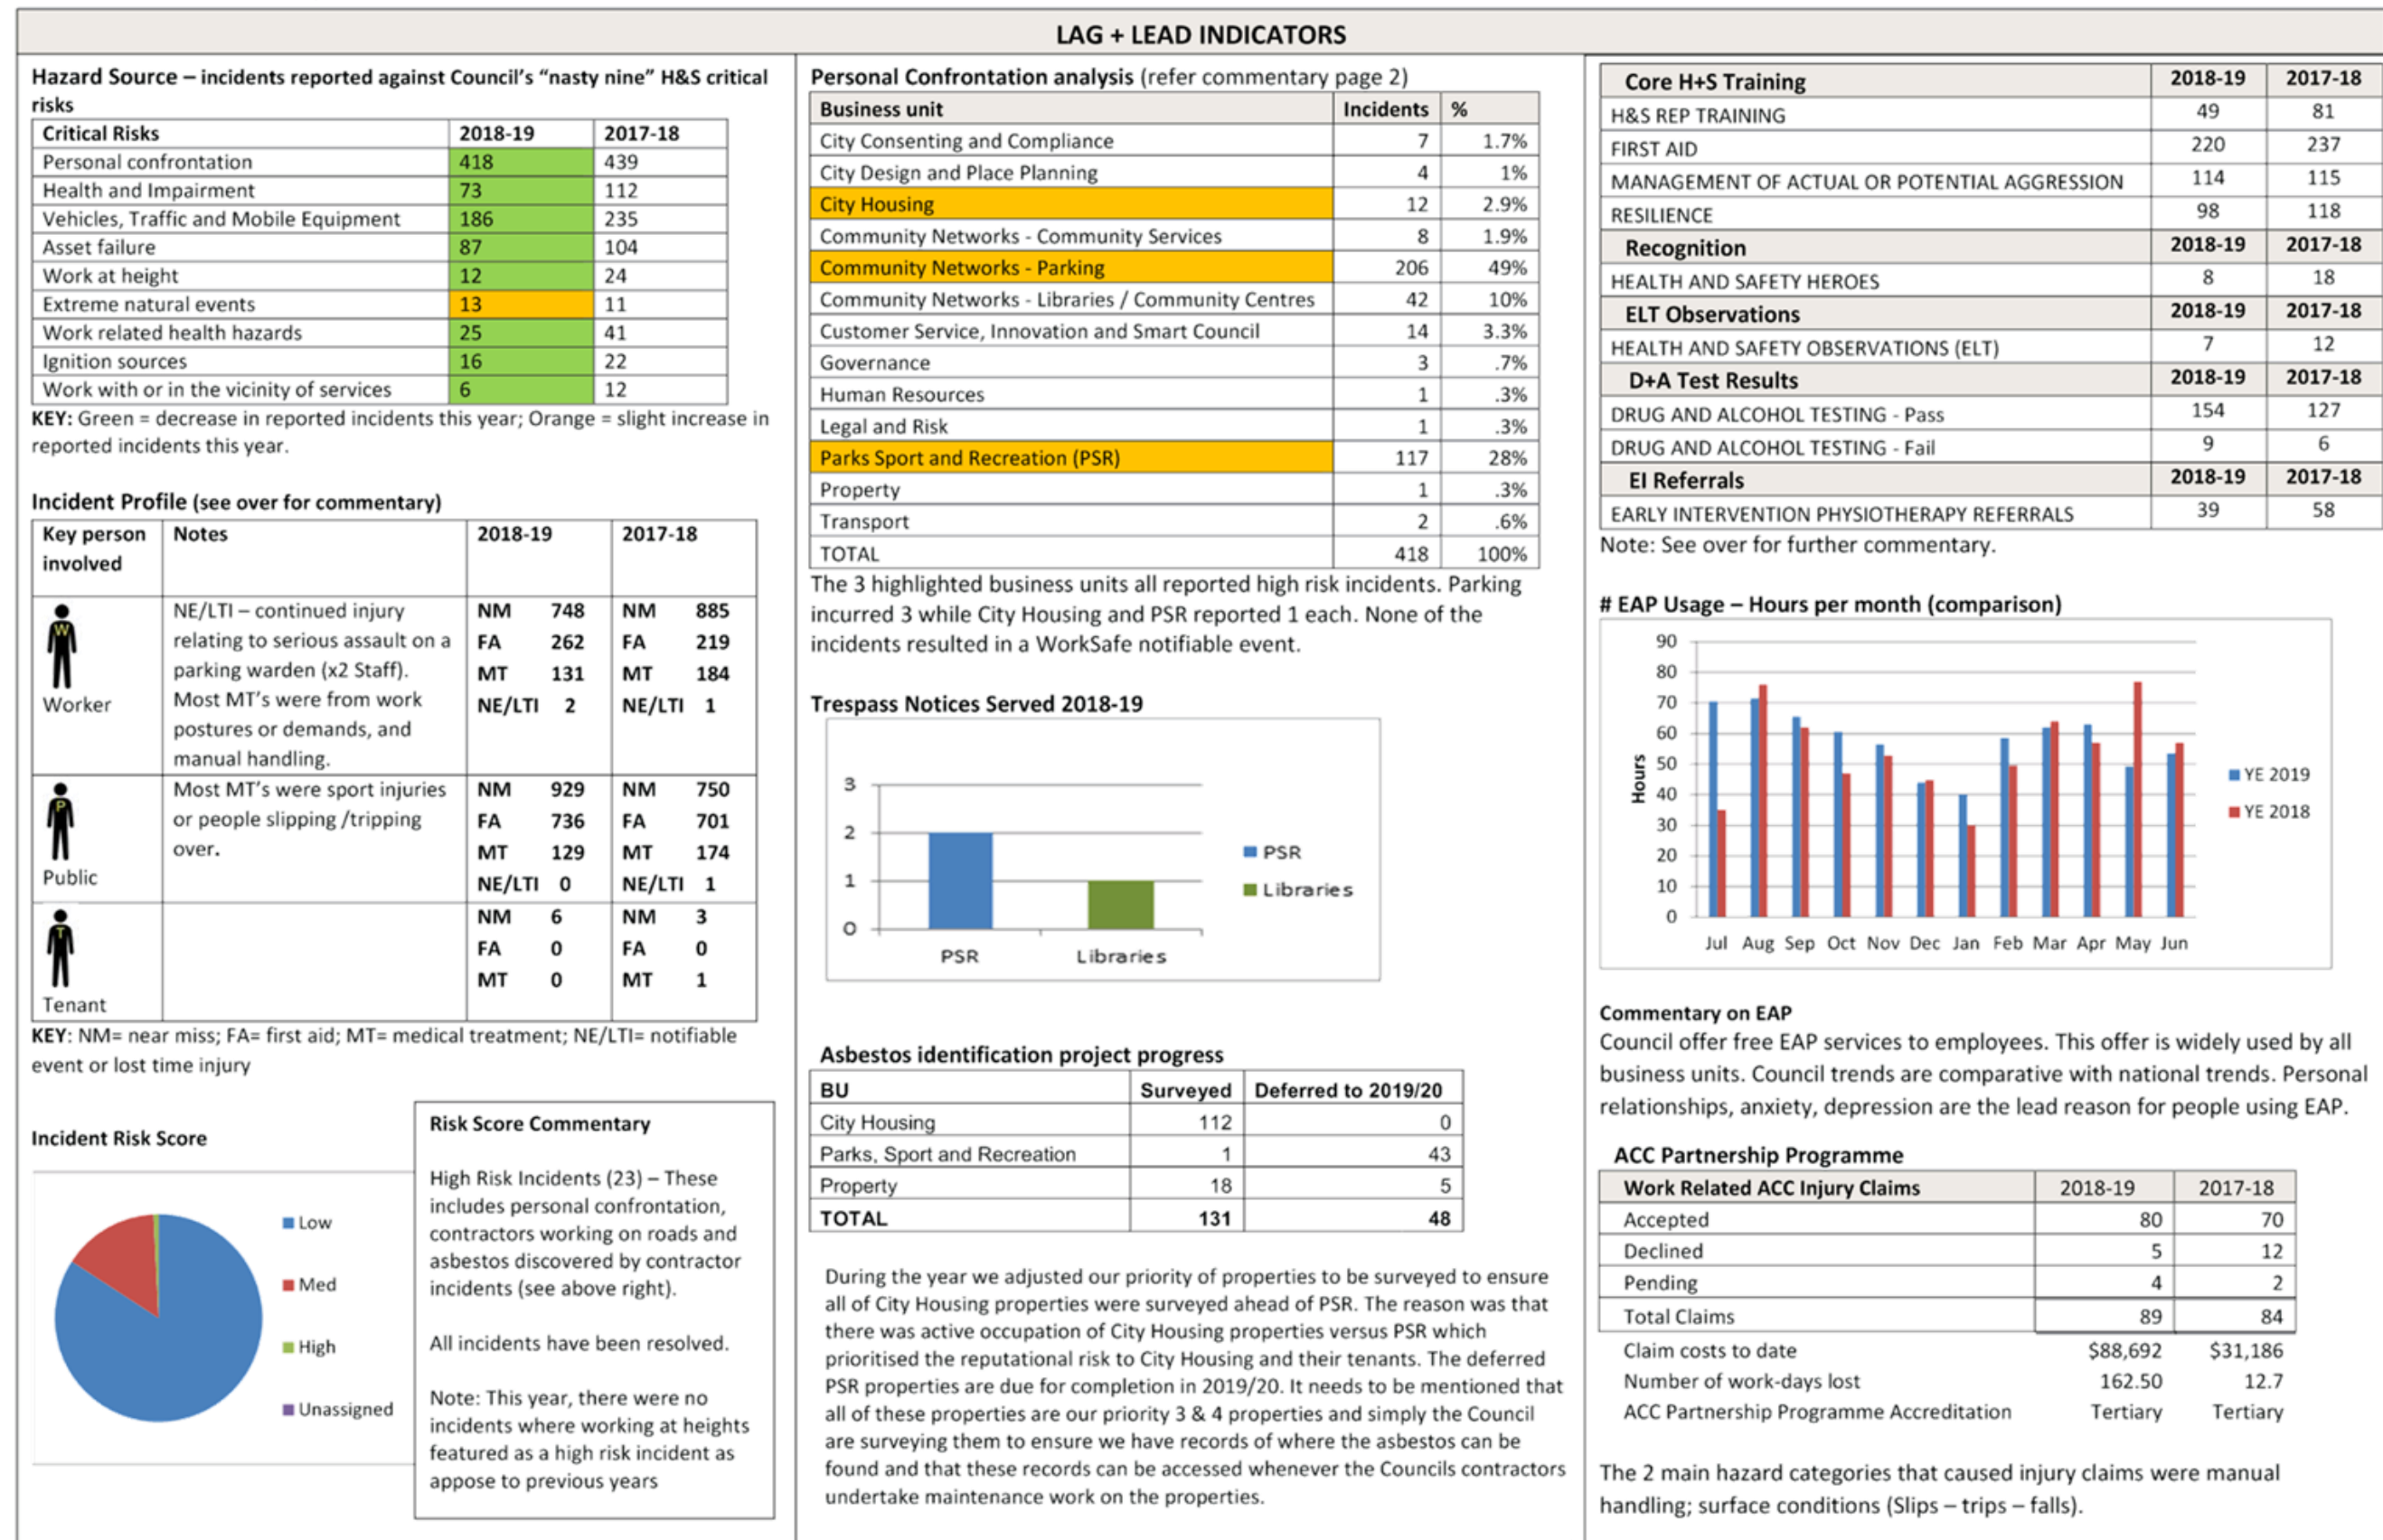 LAG + LEAD INDICATORS
Hazard Source – incidents reported against Council's "nasty nine" H&S critical
risks
Critical Risks 2018-19 2017-18
Personal confrontation 418 439
Health and Impairment 73 112
Vehicles, Traffic and Mobile Equipment 186 235
Asset failure 87 104
Work at height 12 24
Extreme natural events 13 11
Work related health hazards 25 41
Ignition sources 16 22
Work with or in the vicinity of services 6 12
KEY: Green = decrease in reported incidents this year; Orange = slight increase in
reported incidents this year.
Incident Profile (see over for commentary)
Key person Notes 2018-19 2017-18
involved
W
NE/LTI – continued injury NM 748 NM 885
relating to serious assault on a FA 262 FA 219
parking warden (x2 Staff). MT 131 MT 184
Worker Most MT's were from work NE/LTI 2 NE/LTI 1
postures or demands, and
manual handling.
P
Most MT's were sport injuries NM 929 NM 750
or people slipping /tripping FA 736 FA 701
over. MT 129 MT 174
Public NE/LTI 0 NE/LTI 1
T
NM 6 NM 3
FA 0 FA 0
MT 0 MT 1
Tenant
KEY: NM= near miss; FA= first aid; MT= medical treatment; NE/LTI= notifiable
event or lost time injury
Incident Risk Score
Low
Med
High
Unassigned
Risk Score Commentary
High Risk Incidents (23) – These
includes personal confrontation,
contractors working on roads and
asbestos discovered by contractor
incidents (see above right).
All incidents have been resolved.
Note: This year, there were no
incidents where working at heights
featured as a high risk incident as
appose to previous years
Personal Confrontation analysis (refer commentary page 2)
Business unit Incidents %
City Consenting and Compliance 7 1.7%
City Design and Place Planning 4 1%
City Housing 12 2.9%
Community Networks - Community Services 8 1.9%
Community Networks - Parking 206 49%
Community Networks - Libraries / Community Centres 42 10%
Customer Service, Innovation and Smart Council 14 3.3%
Governance 3 .7%
Human Resources 1 .3%
Legal and Risk 1 .3%
Parks Sport and Recreation (PSR) 117 28%
Property 1 .3%
Transport 2 .6%
TOTAL 418 100%
The 3 highlighted business units all reported high risk incidents. Parking
incurred 3 while City Housing and PSR reported 1 each. None of the
incidents resulted in a WorkSafe notifiable event.
Trespass Notices Served 2018-19
3
2
1
0
PSR Libraries
PSR
Libraries
Asbestos identification project progress
BU Surveyed Deferred to 2019/20
City Housing 112 0
Parks, Sport and Recreation 1 43
Property 18 5
TOTAL 131 48
During the year we adjusted our priority of properties to be surveyed to ensure
all of City Housing properties were surveyed ahead of PSR. The reason was that
there was active occupation of City Housing properties versus PSR which
prioritised the reputational risk to City Housing and their tenants. The deferred
PSR properties are due for completion in 2019/20. It needs to be mentioned that
all of these properties are our priority 3 & 4 properties and simply the Council
are surveying them to ensure we have records of where the asbestos can be
found and that these records can be accessed whenever the Councils contractors
undertake maintenance work on the properties.
Core H+S Training 2018-19 2017-18
H&S REP TRAINING 49 81
FIRST AID 220 237
MANAGEMENT OF ACTUAL OR POTENTIAL AGGRESSION 114 115
RESILIENCE 98 118
Recognition 2018-19 2017-18
HEALTH AND SAFETY HEROES 8 18
ELT Observations 2018-19 2017-18
HEALTH AND SAFETY OBSERVATIONS (ELT) 7 12
D+A Test Results 2018-19 2017-18
DRUG AND ALCOHOL TESTING - Pass 154 127
DRUG AND ALCOHOL TESTING - Fail 9 6
EI Referrals 2018-19 2017-18
EARLY INTERVENTION PHYSIOTHERAPY REFERRALS 39 58
Note: See over for further commentary.
# EAP Usage – Hours per month (comparison)
90
80
70
60
50
40
30
20
10
0
Hours
Jul Aug Sep Oct Nov Dec Jan Feb Mar Apr May Jun
YE 2019
YE 2018
Commentary on EAP
Council offer free EAP services to employees. This offer is widely used by all
business units. Council trends are comparative with national trends. Personal
relationships, anxiety, depression are the lead reason for people using EAP.
ACC Partnership Programme
Work Related ACC Injury Claims 2018-19 2017-18
Accepted 80 70
Declined 5 12
Pending 4 2
Total Claims 89 84
Claim costs to date $88,692 $31,186
Number of work-days lost 162.50 12.7
ACC Partnership Programme Accreditation Tertiary Tertiary
The 2 main hazard categories that caused injury claims were manual
handling; surface conditions (Slips – trips – falls).